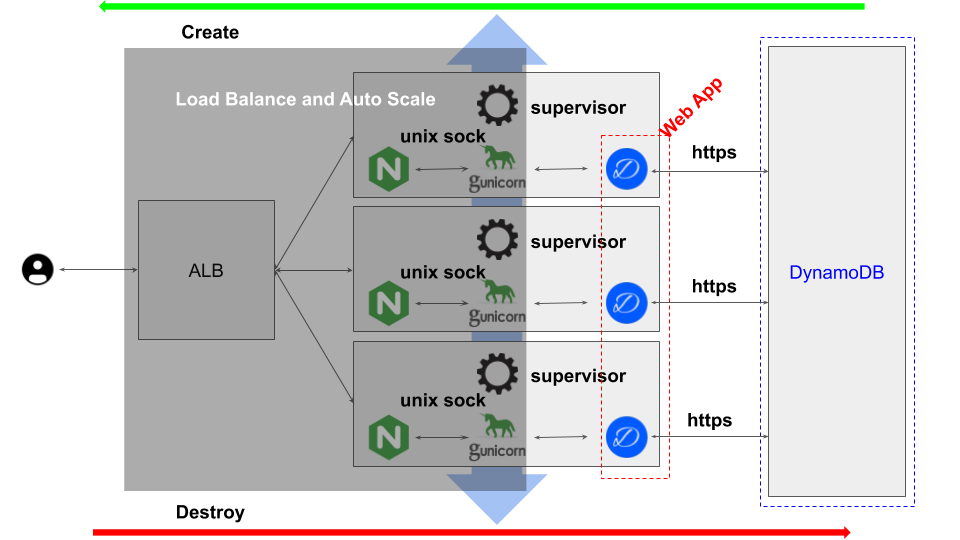 Create
Load Balance and Auto Scale
supervisor
Web App
unix sock
https
gunicorn
supervisor
ALB
unix sock
https
DynamoDB
gunicorn
supervisor
unix sock
https
gunicorn
Destroy